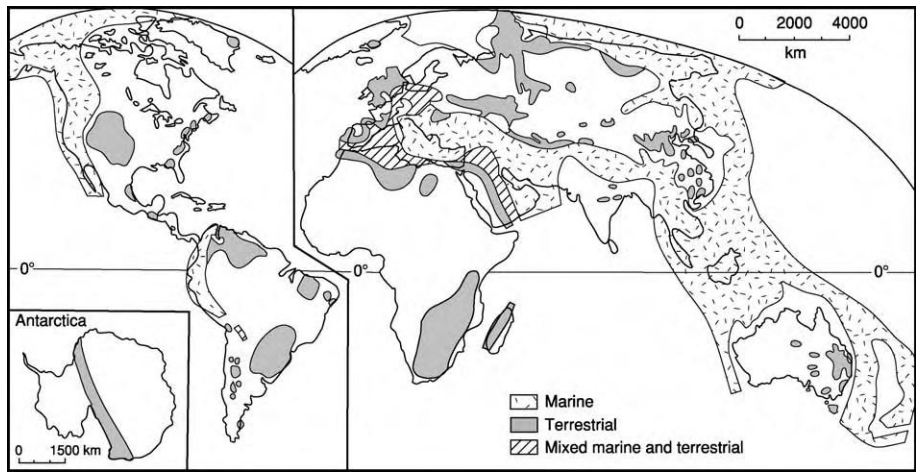 0 2000 4000
km
0°
0°
0°
Antarctica
0 1500 km
Marine
Terrestrial
Mixed marine and terrestrial